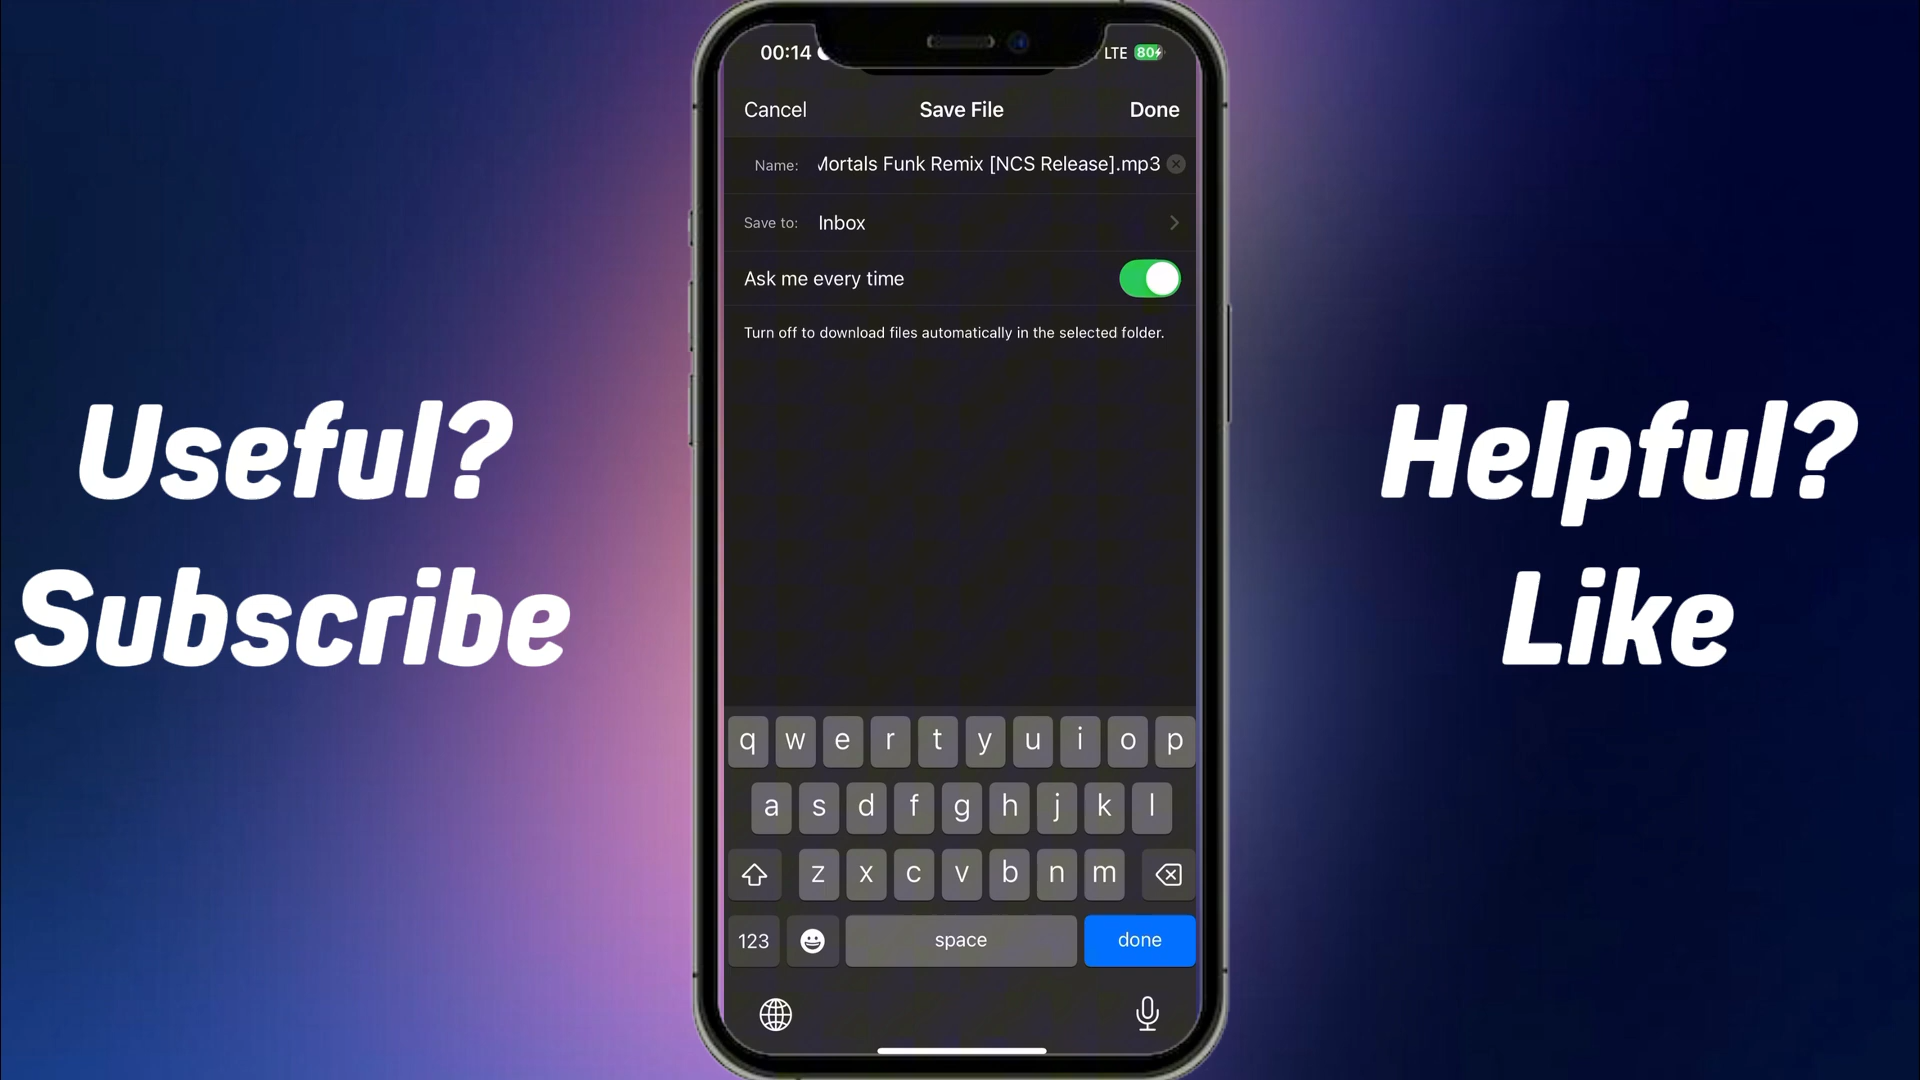 00:14
LTE 80
Cancel
Save File
Done
Name: Mortals Funk Remix [NCS Release].mp3
Save to: Inbox
Ask me every time
Turn off to download files automatically in the selected folder.
Useful?
Subscribe
Helpful?
Like
q w e r t y u i o p
a s d f g h j k l
z x c v b n m
123 space done